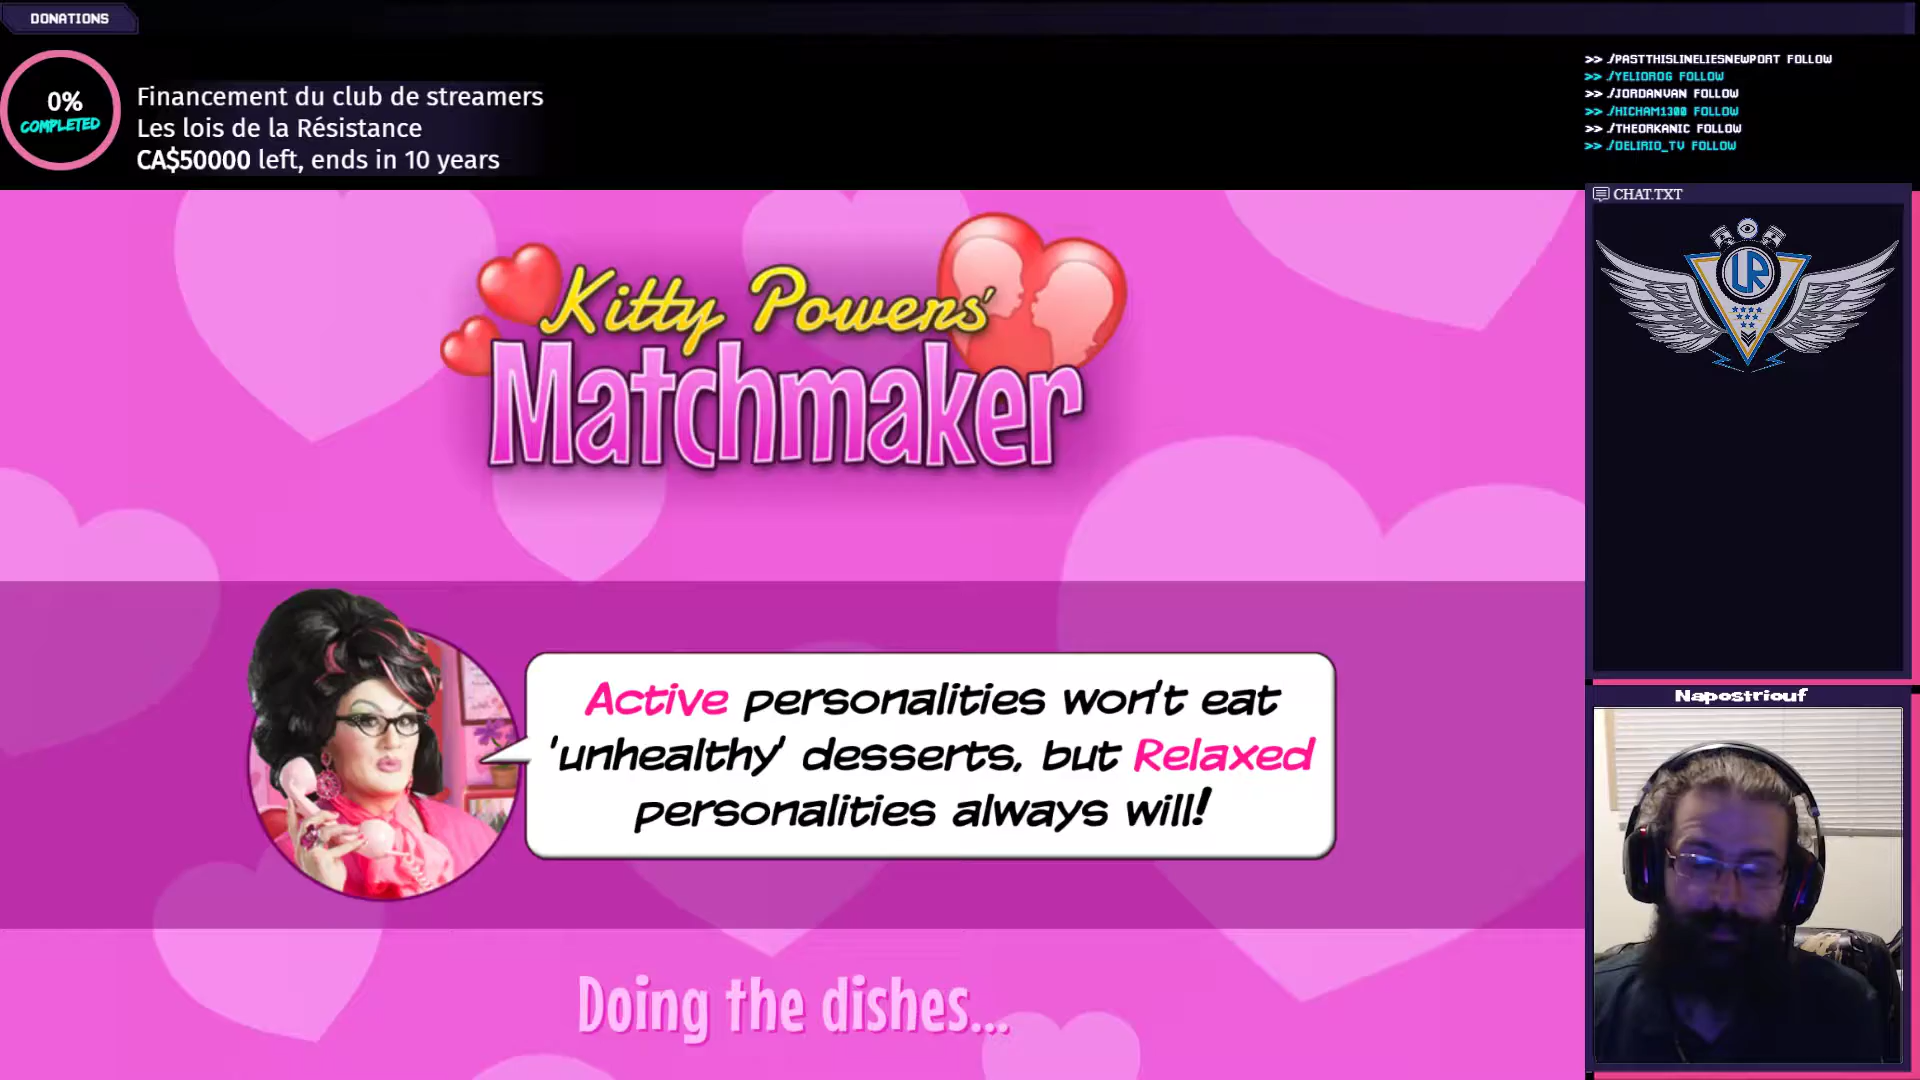 DONATIONS
0%
COMPLETED
Financement du club de streamers
Les lois de la Résistance
CA$50000 left, ends in 10 years
>> ./PASTTHISLINELIESNEWPORT FOLLOW
>> ./YELIOROG FOLLOW
>> ./JORDANVAN FOLLOW
>> ./HICHAM1300 FOLLOW
>> ./THEORKANIC FOLLOW
>> ./DELIRIO_TV FOLLOW
CHAT.TXT
LR
Kitty Powers'
Matchmaker
Active personalities won't eat
'unhealthy' desserts, but Relaxed
personalities always will!
Doing the dishes...
Napostriouf